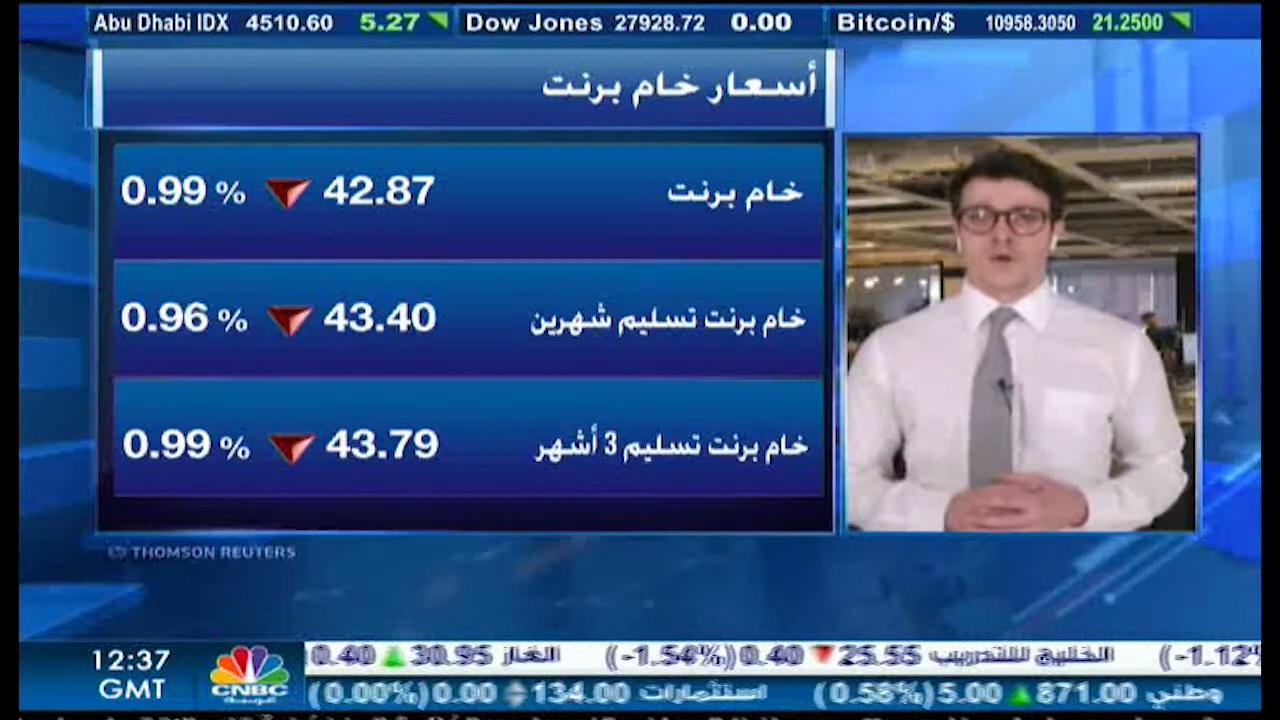 Abu Dhabi IDX 4510.60 5.27 Dow Jones 27928.72 0.00 Bitcoin/$ 10958.3050 21.2500
أسعار خام برنت
خام برنت 42.87 0.99 %
خام برنت تسليم شهرين 43.40 0.96 %
خام برنت تسليم 3 أشهر 43.79 0.99 %
THOMSON REUTERS
12:37
GMT
CNBC
عربية
(-1.12% الخليج للتدريب 25.55 0.40 (-1.54%) الخاز 30.95 0.40
وطني 871.00 5.00 (0.58%) استثمارات 134.00 0.00 (0.00%)